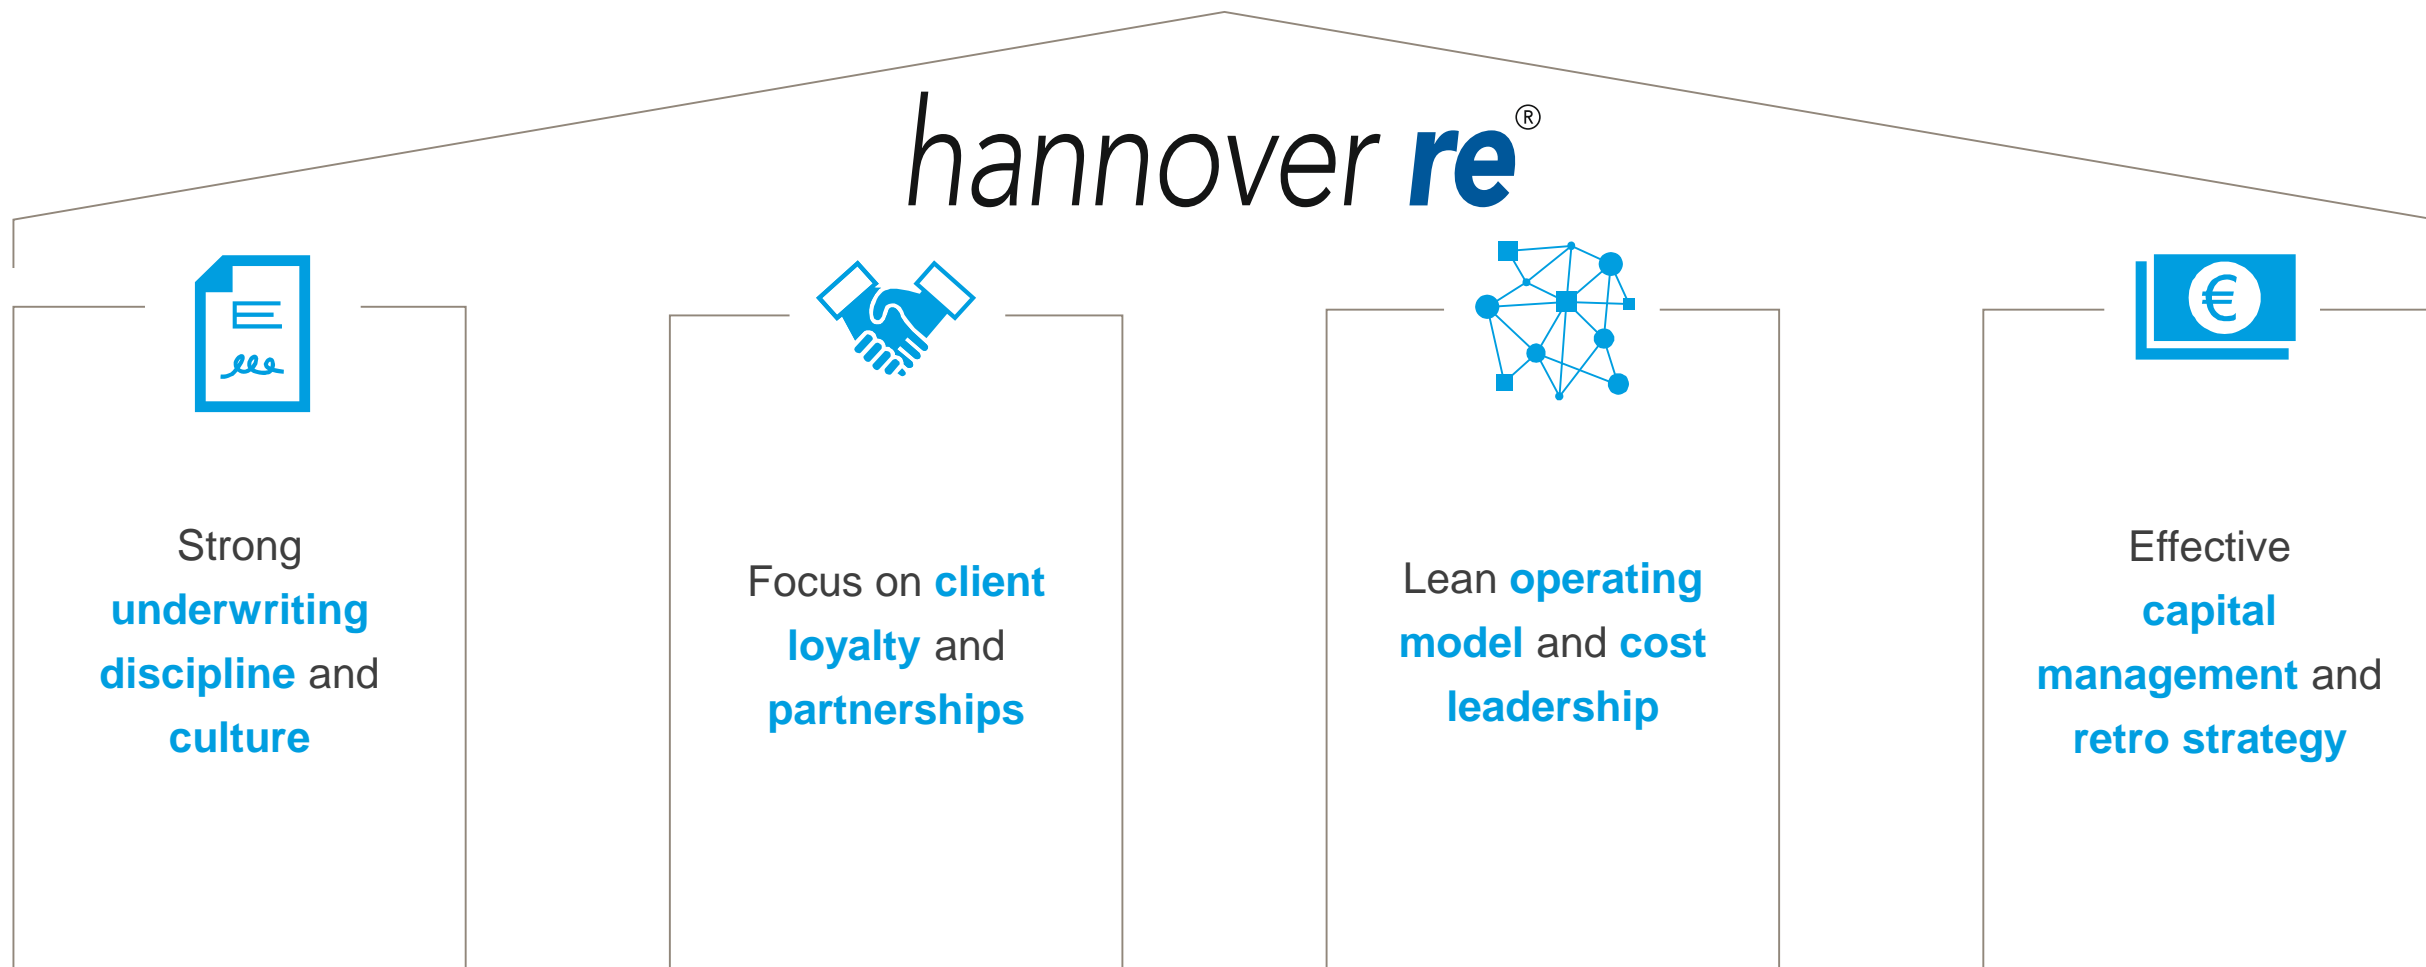 hannover re®
Strong
underwriting
discipline and
culture
Focus on client
loyalty and
partnerships
Lean operating
model and cost
leadership
€
Effective
capital
management and
retro strategy